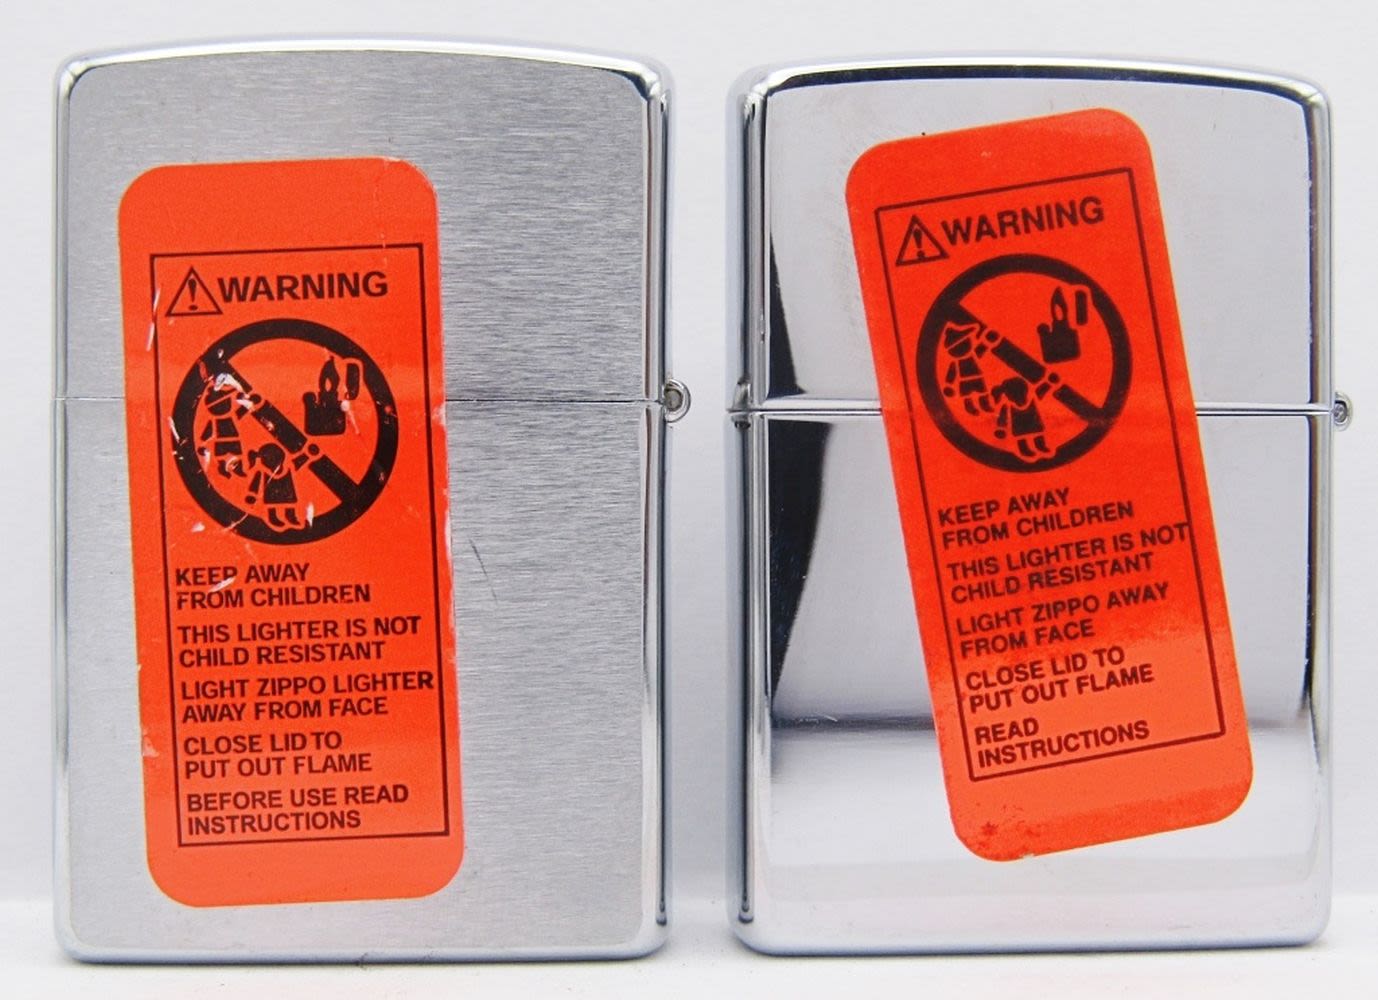 WARNING
KEEP AWAY
FROM CHILDREN
THIS LIGHTER IS NOT
CHILD RESISTANT
LIGHT ZIPPO LIGHTER
AWAY FROM FACE
CLOSE LID TO
PUT OUT FLAME
BEFORE USE READ
INSTRUCTIONS
WARNING
KEEP AWAY
FROM CHILDREN
THIS LIGHTER IS NOT
CHILD RESISTANT
LIGHT ZIPPO AWAY
FROM FACE
CLOSE LID TO
PUT OUT FLAME
READ
INSTRUCTIONS